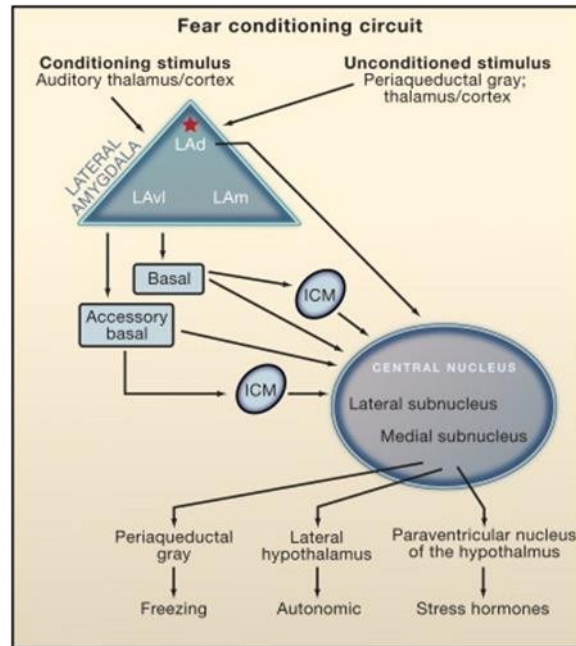 Fear conditioning circuit
Conditioning stimulus
Auditory thalamus/cortex
Unconditioned stimulus
Periaqueductal gray;
thalamus/cortex
LATERAL
AMYGDALA
LAd
LAvl
LAm
Basal
ICM
Accessory
basal
ICM
CENTRAL NUCLEUS
Lateral subnucleus
Medial subnucleus
Periaqueductal
gray
Lateral
hypothalamus
Paraventricular nucleus
of the hypothalmus
Freezing
Autonomic
Stress hormones